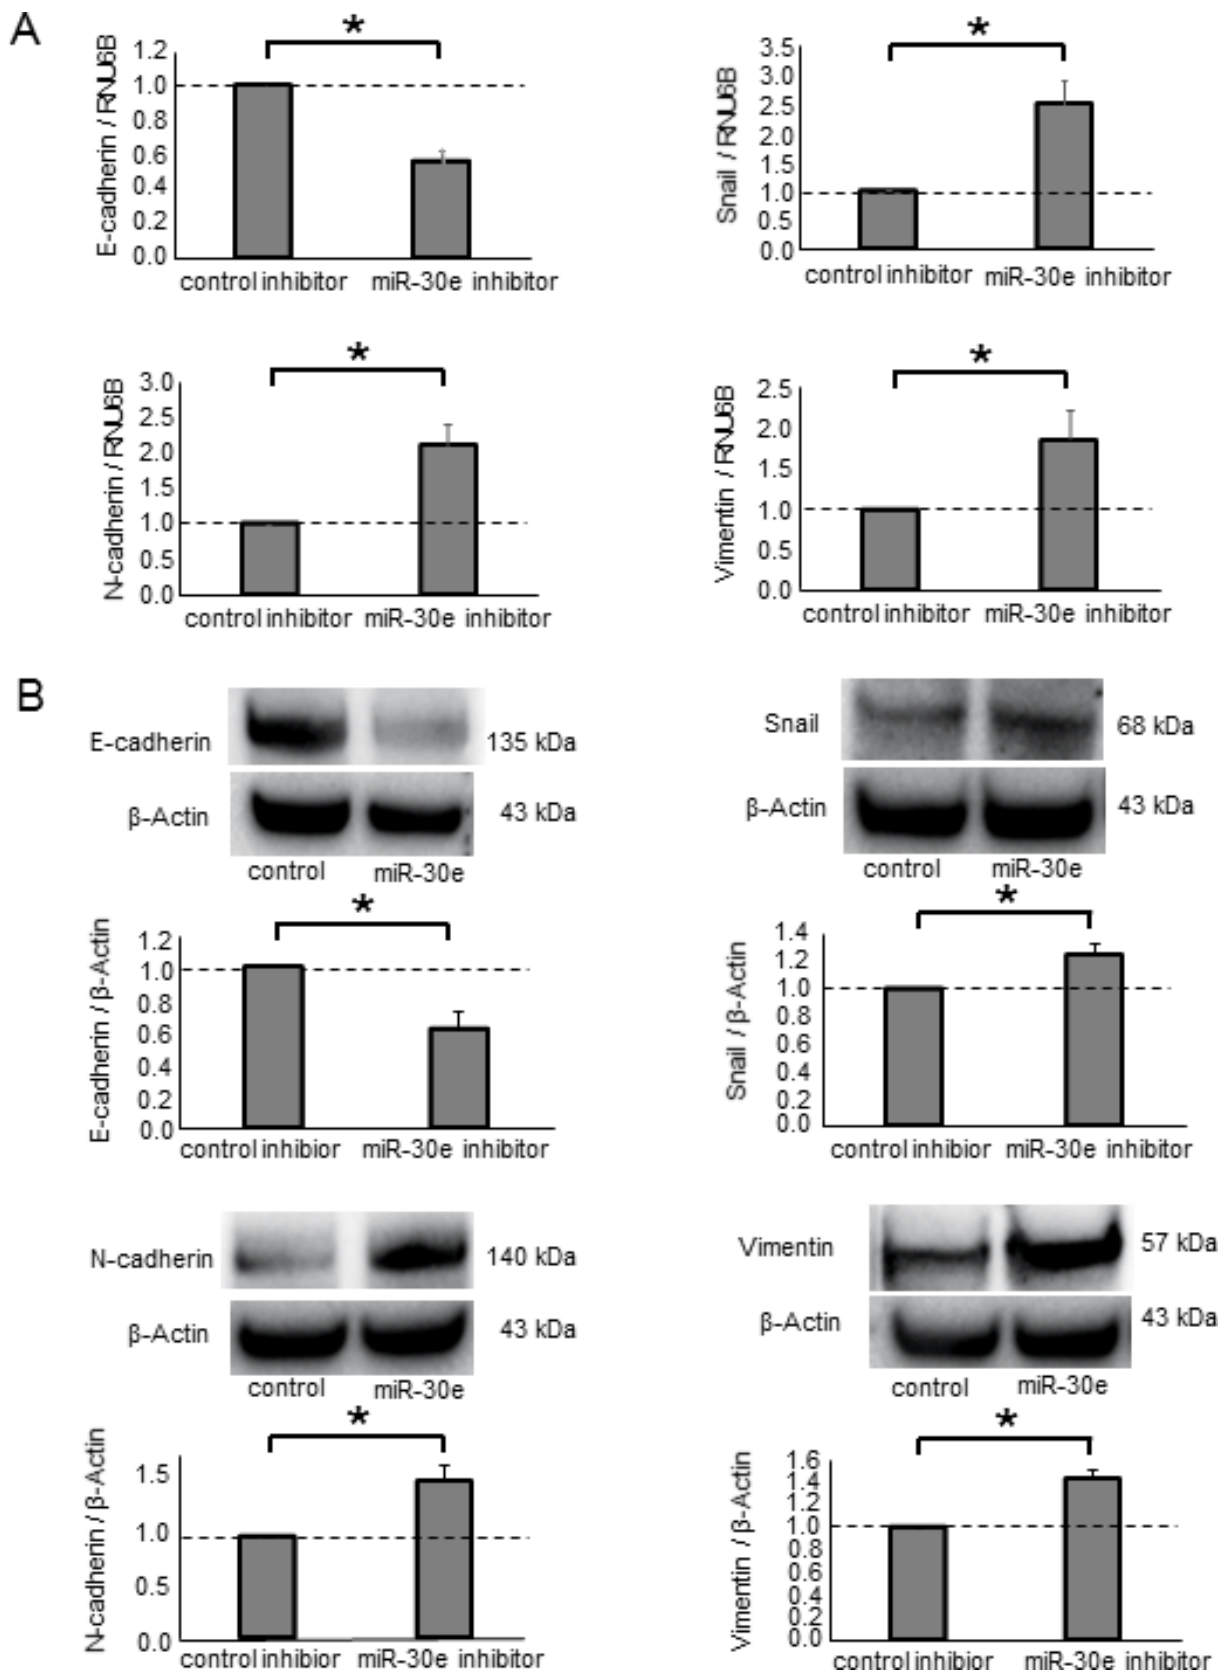 A
*
*
E-cadherin / RNU6B
1.2
1.0
0.8
0.6
0.4
0.2
0.0
control inhibitor miR-30e inhibitor
Snail / RNU6B
3.5
3.0
2.5
2.0
1.5
1.0
0.5
0.0
control inhibitor miR-30e inhibitor
*
*
N-cadherin / RNU6B
3.0
2.5
2.0
1.5
1.0
0.5
0.0
control inhibitor miR-30e inhibitor
Vimentin / RNU6B
2.5
2.0
1.5
1.0
0.5
0.0
control inhibitor miR-30e inhibitor
B
E-cadherin 135 kDa
β-Actin 43 kDa
control miR-30e
Snail 68 kDa
β-Actin 43 kDa
control miR-30e
*
*
E-cadherin / β-Actin
1.2
1.0
0.8
0.6
0.4
0.2
0.0
control inhibior miR-30e inhibitor
Snail / β-Actin
1.4
1.2
1.0
0.8
0.6
0.4
0.2
0.0
control inhibior miR-30e inhibitor
N-cadherin 140 kDa
β-Actin 43 kDa
control miR-30e
Vimentin 57 kDa
β-Actin 43 kDa
control miR-30e
*
*
N-cadherin / β-Actin
1.5
1.0
0.5
0.0
control inhibior miR-30e inhibitor
Vimentin / β-Actin
1.6
1.4
1.2
1.0
0.8
0.6
0.4
0.2
0.0
control inhibior miR-30e inhibitor